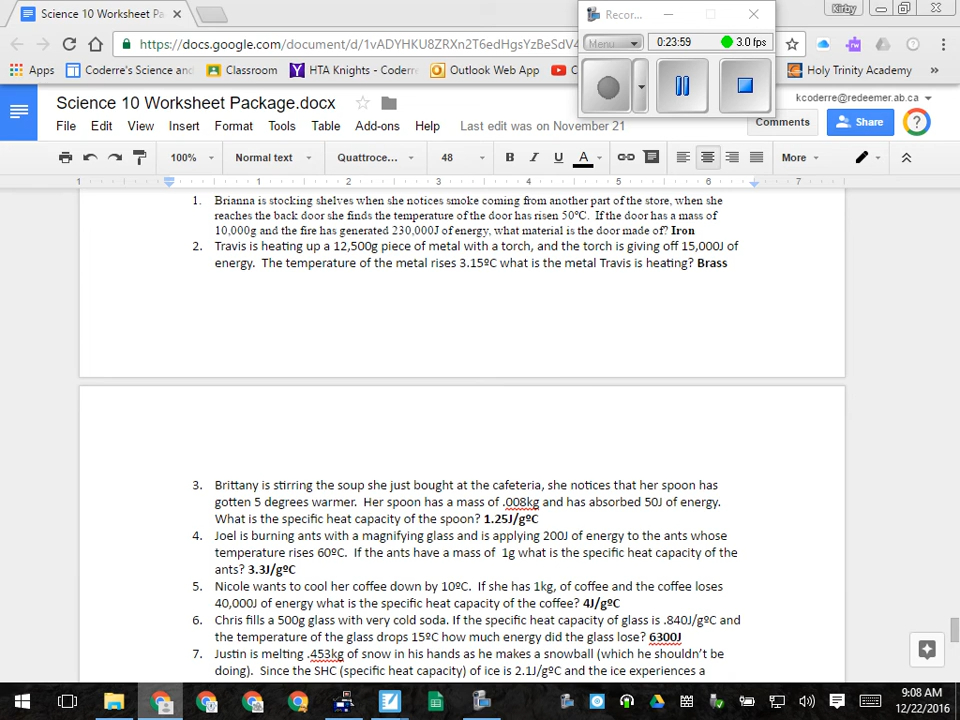 Science 10 Worksheet Pa
Recor...
Kirby
https://docs.google.com/document/d/1vADYHKU8ZRXn2T6edHgsYzBeSdV4
Menu
0:23:59
3.0 fps
Apps
Coderre's Science and
Classroom
HTA Knights - Coderre
Outlook Web App
Holy Trinity Academy
»
Science 10 Worksheet Package.docx
kcoderre@redeemer.ab.ca
File Edit View Insert Format Tools Table Add-ons Help
Last edit was on November 21
Comments
Share
100%
Normal text
Quattroce...
48
B I U A
More
1 1 2 3 4 5 6 7
1. Brianna is stocking shelves when she notices smoke coming from another part of the store, when she
reaches the back door she finds the temperature of the door has risen 50ºC. If the door has a mass of
10,000g and the fire has generated 230,000J of energy, what material is the door made of? Iron
2. Travis is heating up a 12,500g piece of metal with a torch, and the torch is giving off 15,000J of
energy. The temperature of the metal rises 3.15ºC what is the metal Travis is heating? Brass
3. Brittany is stirring the soup she just bought at the cafeteria, she notices that her spoon has
gotten 5 degrees warmer. Her spoon has a mass of .008kg and has absorbed 50J of energy.
What is the specific heat capacity of the spoon? 1.25J/gºC
4. Joel is burning ants with a magnifying glass and is applying 200J of energy to the ants whose
temperature rises 60ºC. If the ants have a mass of 1g what is the specific heat capacity of the
ants? 3.3J/gºC
5. Nicole wants to cool her coffee down by 10ºC. If she has 1kg, of coffee and the coffee loses
40,000J of energy what is the specific heat capacity of the coffee? 4J/gºC
6. Chris fills a 500g glass with very cold soda. If the specific heat capacity of glass is .840J/gºC and
the temperature of the glass drops 15ºC how much energy did the glass lose? 6300J
7. Justin is melting .453kg of snow in his hands as he makes a snowball (which he shouldn't be
doing). Since the SHC (specific heat capacity) of ice is 2.1J/gºC and the ice experiences a
9:08 AM
12/22/2016